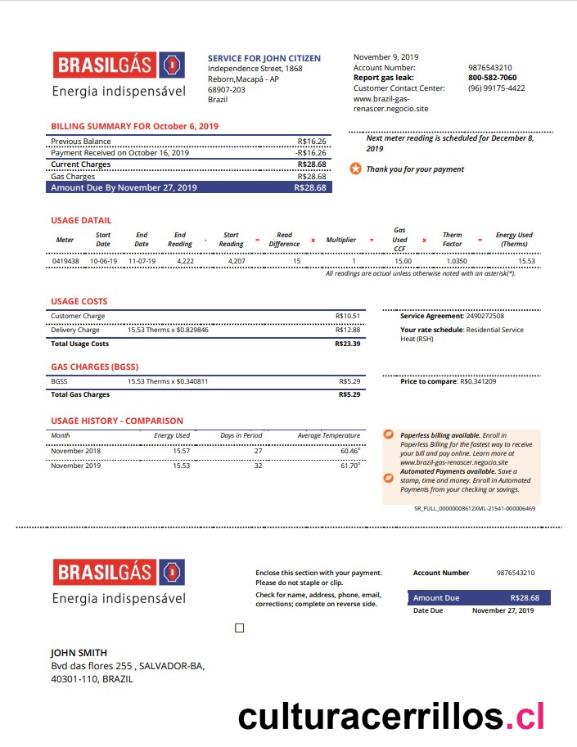 BRASILGÁS
Energia indispensável
SERVICE FOR JOHN CITIZEN
Independence Street, 1868
Reborn,Macapá - AP
68907-203
Brazil
November 9, 2019
Account Number: 9876543210
Report gas leak: 800-582-7060
Customer Contact Center: (96) 99175-4422
www.brazil-gas-
renascer.negocio.site
BILLING SUMMARY FOR October 6, 2019
Previous Balance R$16.26
Payment Received on October 16, 2019 -R$16.26
Current Charges R$28.68
Gas Charges R$28.68
Amount Due By November 27, 2019 R$28.68
Next meter reading is scheduled for December 8,
2019
Thank you for your payment
USAGE DATAIL
Meter Start Date End Date End Reading - Start Reading = Read Difference x Multiplier = Gas Used CCF x Therm Factor = Energy Used (Therms)
0419438 10-06-19 11-07-19 4,222 4,207 15 1 15.00 1.0350 15.53
All readings are actual unless otherwise noted with an asterisk(*).
USAGE COSTS
Customer Charge R$10.51
Delivery Charge 15.53 Therms x $0.829846 R$12.88
Total Usage Costs R$23.39
Service Agreement: 2490272508
Your rate schedule: Residential Service
Heat (RSH)
GAS CHARGES (BGSS)
BGSS 15.53 Therms x $0.340811 R$5.29
Total Gas Charges R$5.29
Price to compare: R$0.341209
USAGE HISTORY - COMPARISON
Month Energy Used Days in Period Average Temperature
November 2018 15.57 27 60.46°
November 2019 15.53 32 61.70°
Paperless billing available. Enroll in
Paperless Billing for the fastest way to receive
your bill and pay online. Learn more at
www.brazil-gas-renascer.negocio.site
Automated Payments available. Save a
stamp, time and money. Enroll in Automated
Payments from your checking or savings.
BRASILGÁS
Energia indispensável
Enclose this section with your payment.
Please do not staple or clip.
Check for name, address, phone, email,
corrections; complete on reverse side.
Account Number 9876543210
Amount Due R$28.68
Date Due November 27, 2019
JOHN SMITH
Bvd das flores 255 , SALVADOR-BA,
40301-110, BRAZIL
culturacerrillos.cl